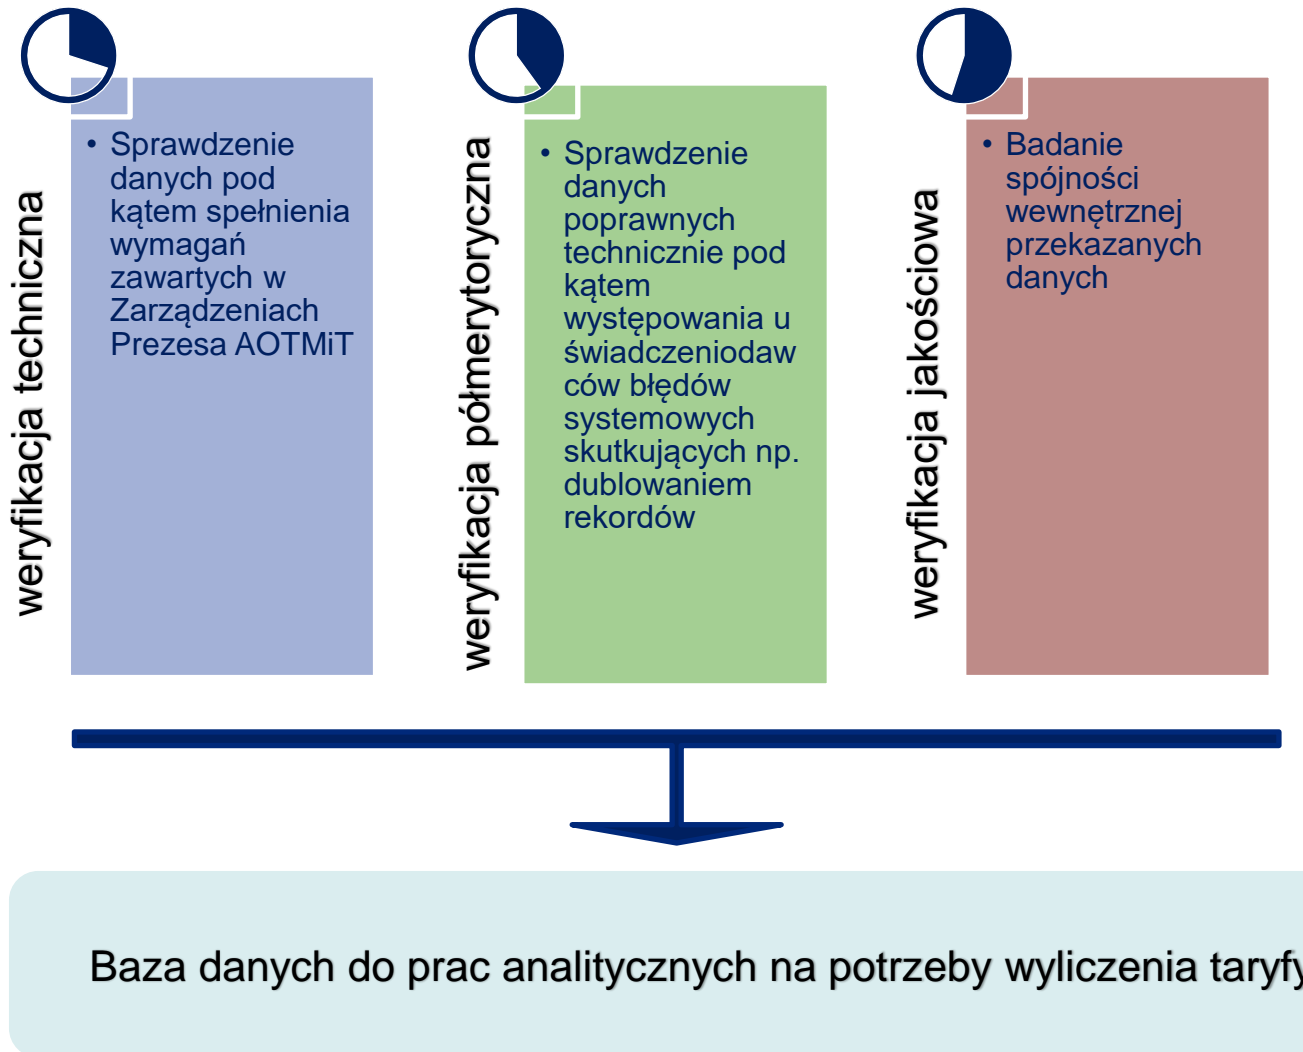 weryfikacja techniczna
• Sprawdzenie
danych pod
kątem spełnienia
wymagań
zawartych w
Zarządzeniach
Prezesa AOTMiT
weryfikacja półmerytoryczna
• Sprawdzenie
danych
poprawnych
technicznie pod
kątem
występowania u
świadczeniodaw
ców błędów
systemowych
skutkujących np.
dublowaniem
rekordów
weryfikacja jakościowa
• Badanie
spójności
wewnętrznej
przekazanych
danych
Baza danych do prac analitycznych na potrzeby wyliczenia taryfy